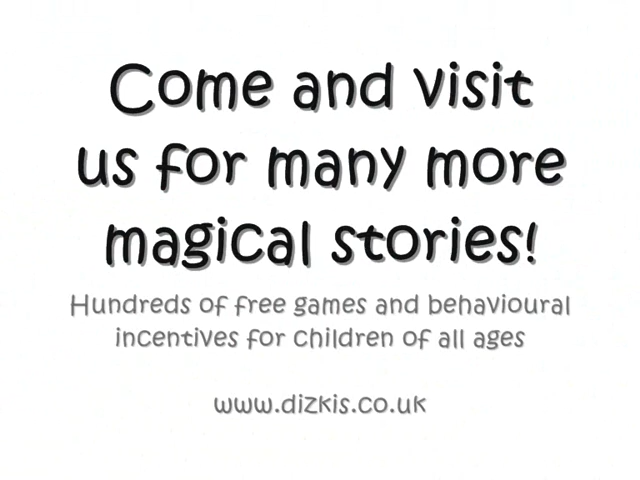 Come and visit
us for many more
magical stories!
Hundreds of free games and behavioural
incentives for children of all ages
www.dizkis.co.uk